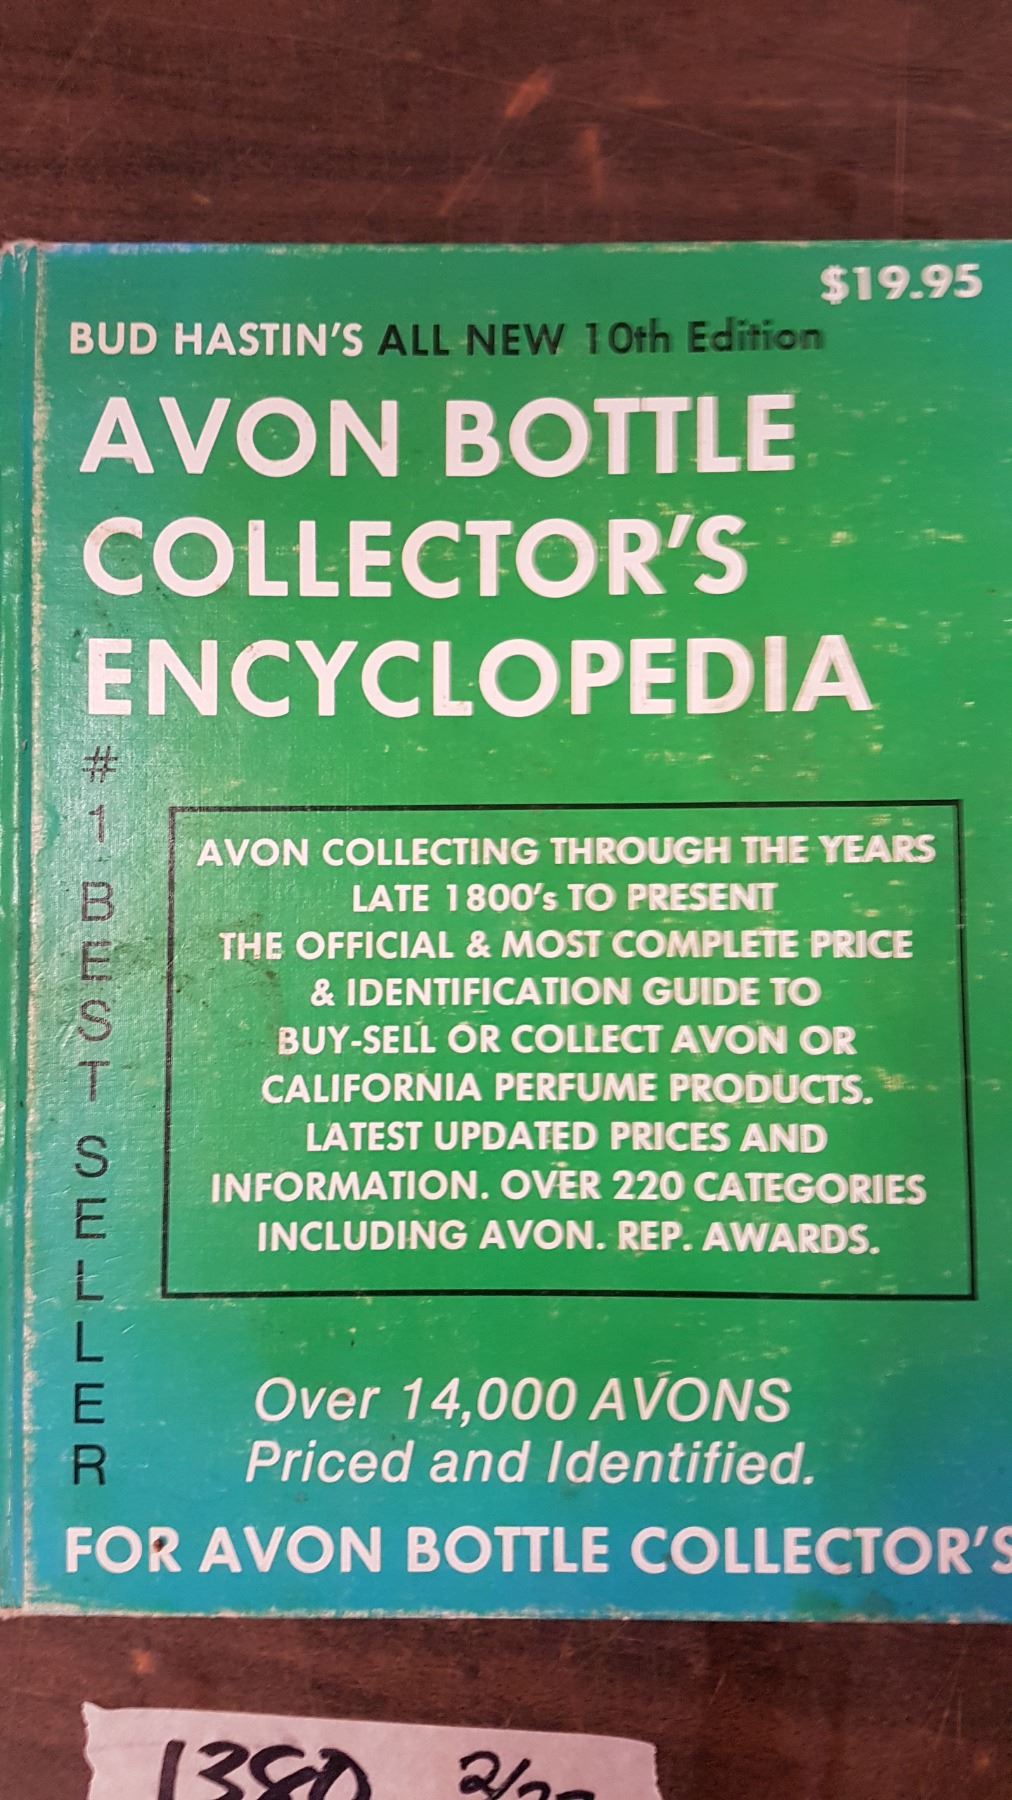 $19.95
BUD HASTIN'S ALL NEW 10th Edition
AVON BOTTLE
COLLECTOR'S
ENCYCLOPEDIA
#1 BEST SELLER
AVON COLLECTING THROUGH THE YEARS
LATE 1800's TO PRESENT
THE OFFICIAL & MOST COMPLETE PRICE
& IDENTIFICATION GUIDE TO
BUY-SELL OR COLLECT AVON OR
CALIFORNIA PERFUME PRODUCTS.
LATEST UPDATED PRICES AND
INFORMATION. OVER 220 CATEGORIES
INCLUDING AVON. REP. AWARDS.
Over 14,000 AVONS
Priced and Identified.
FOR AVON BOTTLE COLLECTOR'S
1380